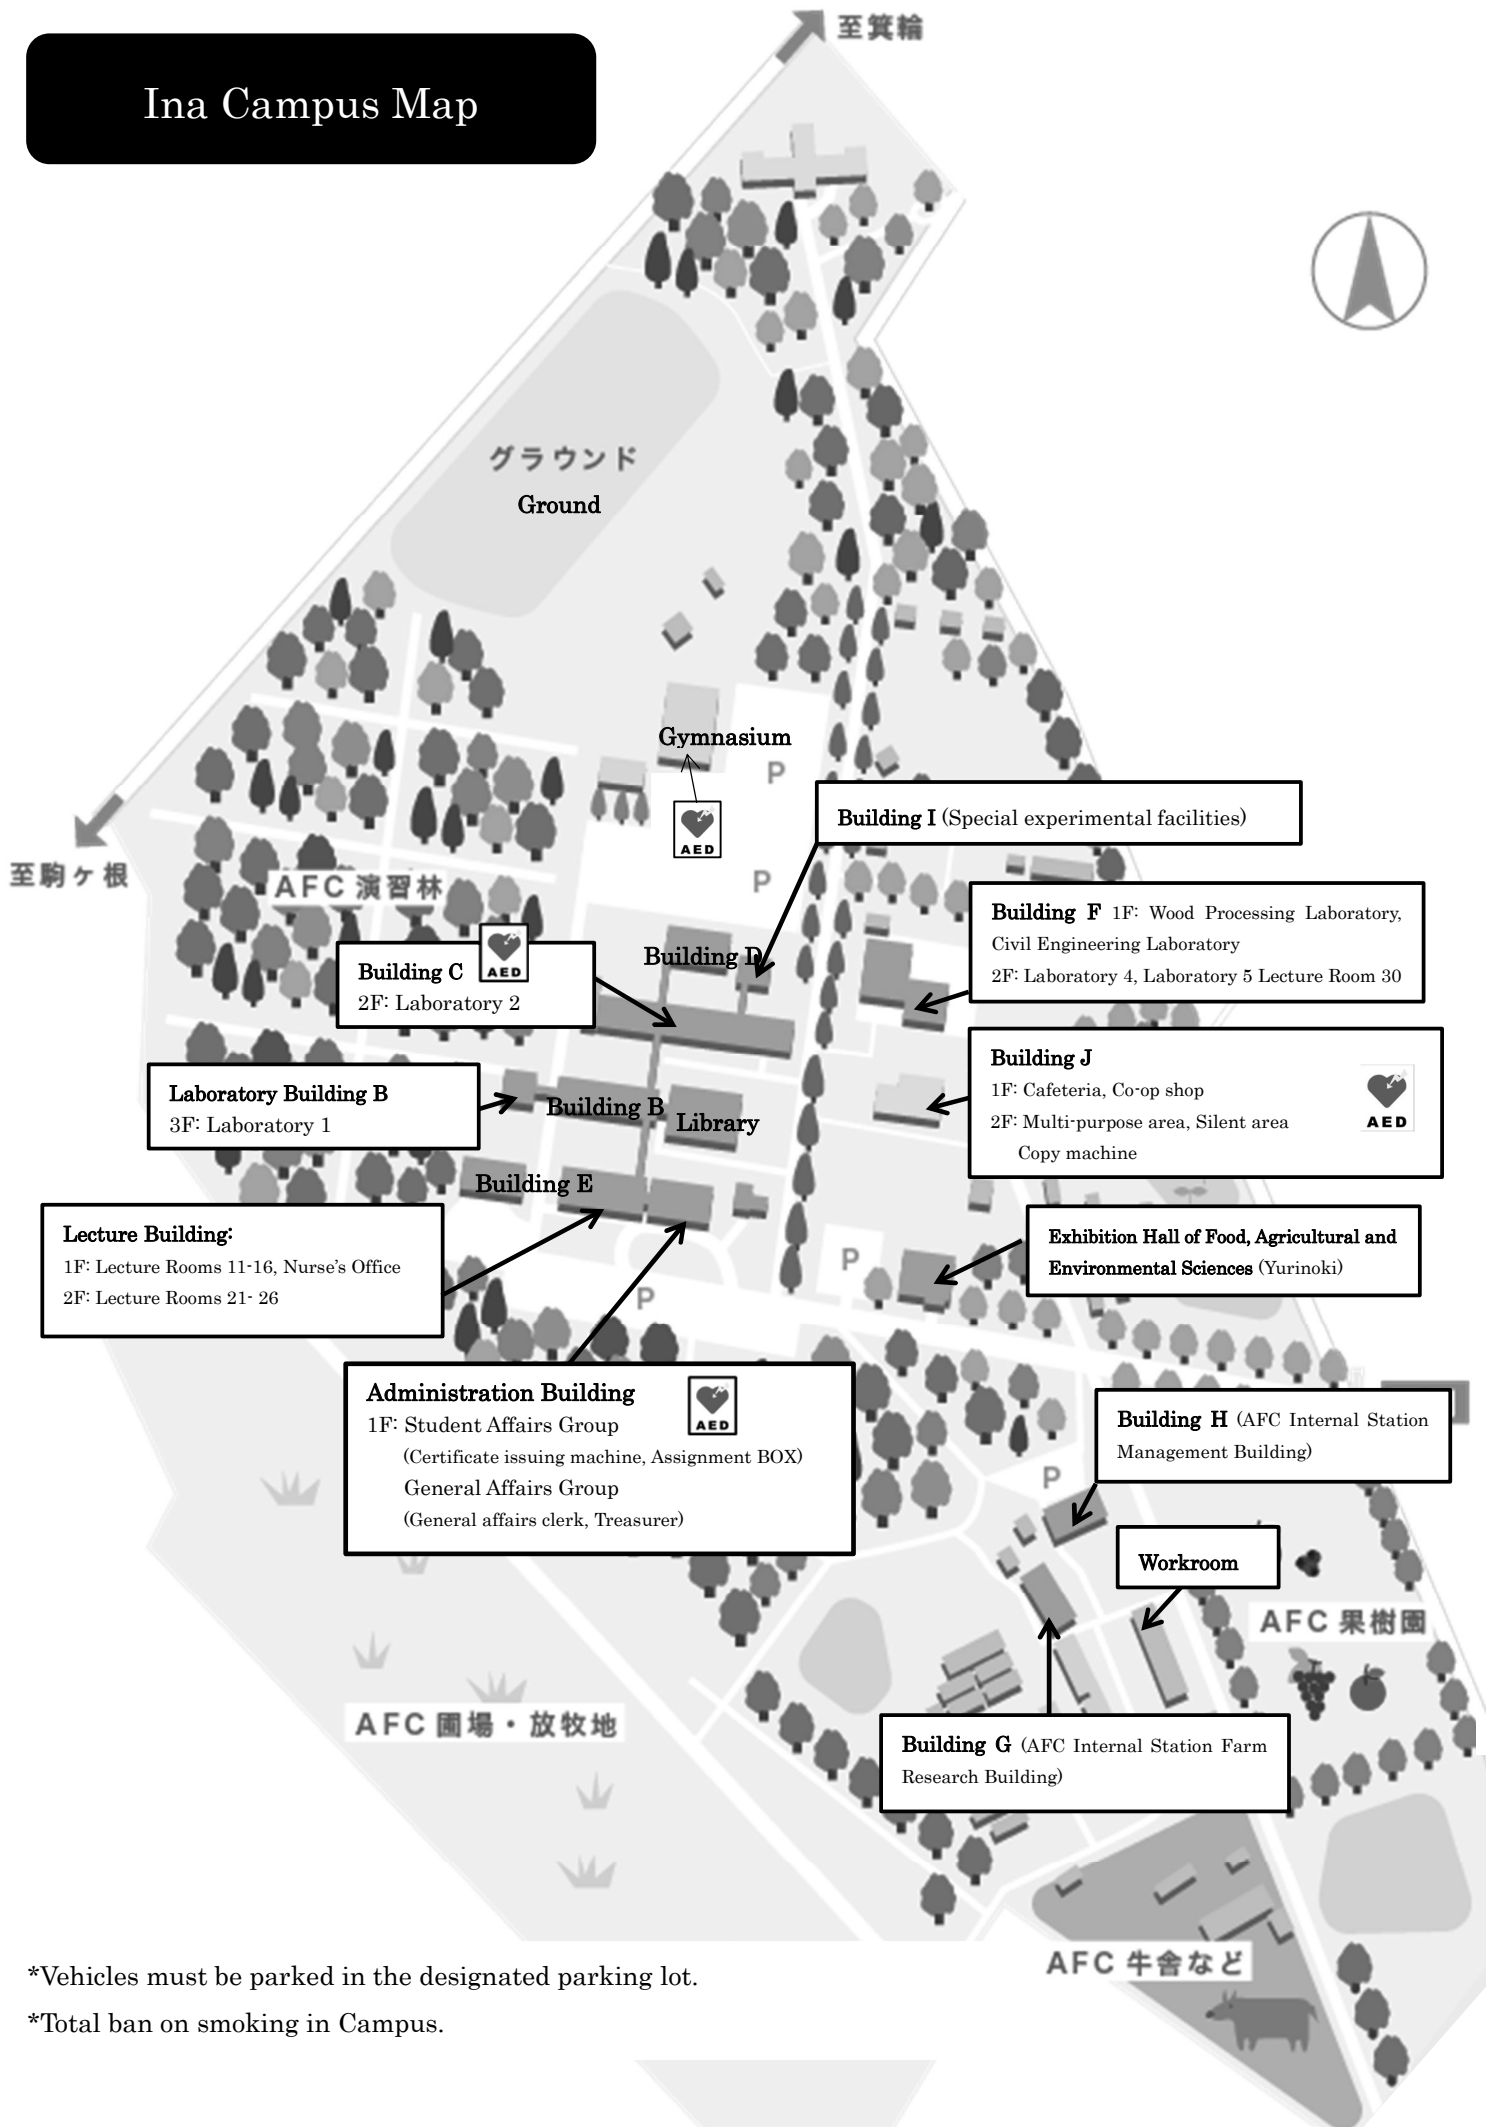 至箕輪
Ina Campus Map
グラウンド
Ground
Gymnasium
P
AED
Building I (Special experimental facilities)
至駒ヶ根
P
AFC 演習林
Building F 1F: Wood Processing Laboratory,
Civil Engineering Laboratory
2F: Laboratory 4, Laboratory 5 Lecture Room 30
Building D
AED
Building C
2F: Laboratory 2
Building J
1F: Cafeteria, Co-op shop
2F: Multi-purpose area, Silent area
Copy machine
AED
Laboratory Building B
3F: Laboratory 1
Building B
Library
Building E
Lecture Building:
1F: Lecture Rooms 11-16, Nurse's Office
2F: Lecture Rooms 21- 26
P
Exhibition Hall of Food, Agricultural and
Environmental Sciences (Yurinoki)
P
Administration Building
AED
1F: Student Affairs Group
(Certificate issuing machine, Assignment BOX)
General Affairs Group
(General affairs clerk, Treasurer)
Building H (AFC Internal Station
Management Building)
P
Workroom
AFC 果樹園
AFC 圃場・放牧地
Building G (AFC Internal Station Farm
Research Building)
AFC 牛舎など
*Vehicles must be parked in the designated parking lot.
*Total ban on smoking in Campus.